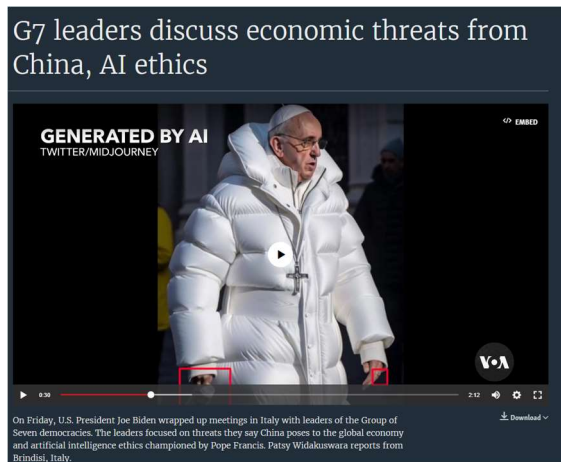 G7 leaders discuss economic threats from
China, AI ethics
GENERATED BY AI
TWITTER/MIDJOURNEY
</> EMBED
VOA
0:30
2:12
Download
On Friday, U.S. President Joe Biden wrapped up meetings in Italy with leaders of the Group of
Seven democracies. The leaders focused on threats they say China poses to the global economy
and artificial intelligence ethics championed by Pope Francis. Patsy Widakuswara reports from
Brindisi, Italy.